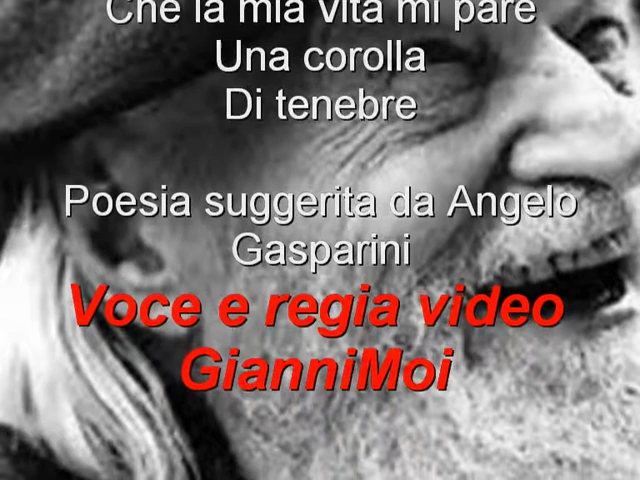 Che la mia vita mi pare
Una corolla
Di tenebre
Poesia suggerita da Angelo
Gasparini
Voce e regia video
GianniMoi